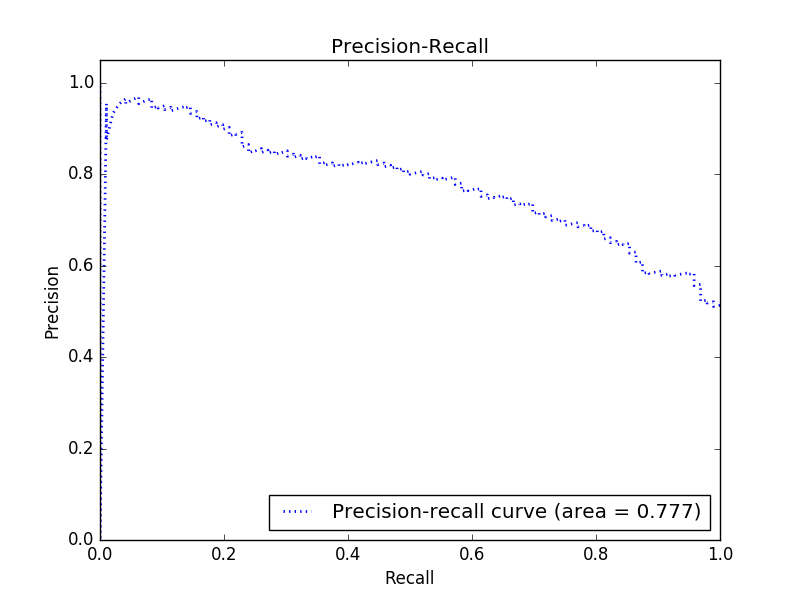 Precision-Recall
1.0
0.8
0.6
0.4
0.2
0.0
Precision
0.0 0.2 0.4 0.6 0.8 1.0
Recall
Precision-recall curve (area = 0.777)